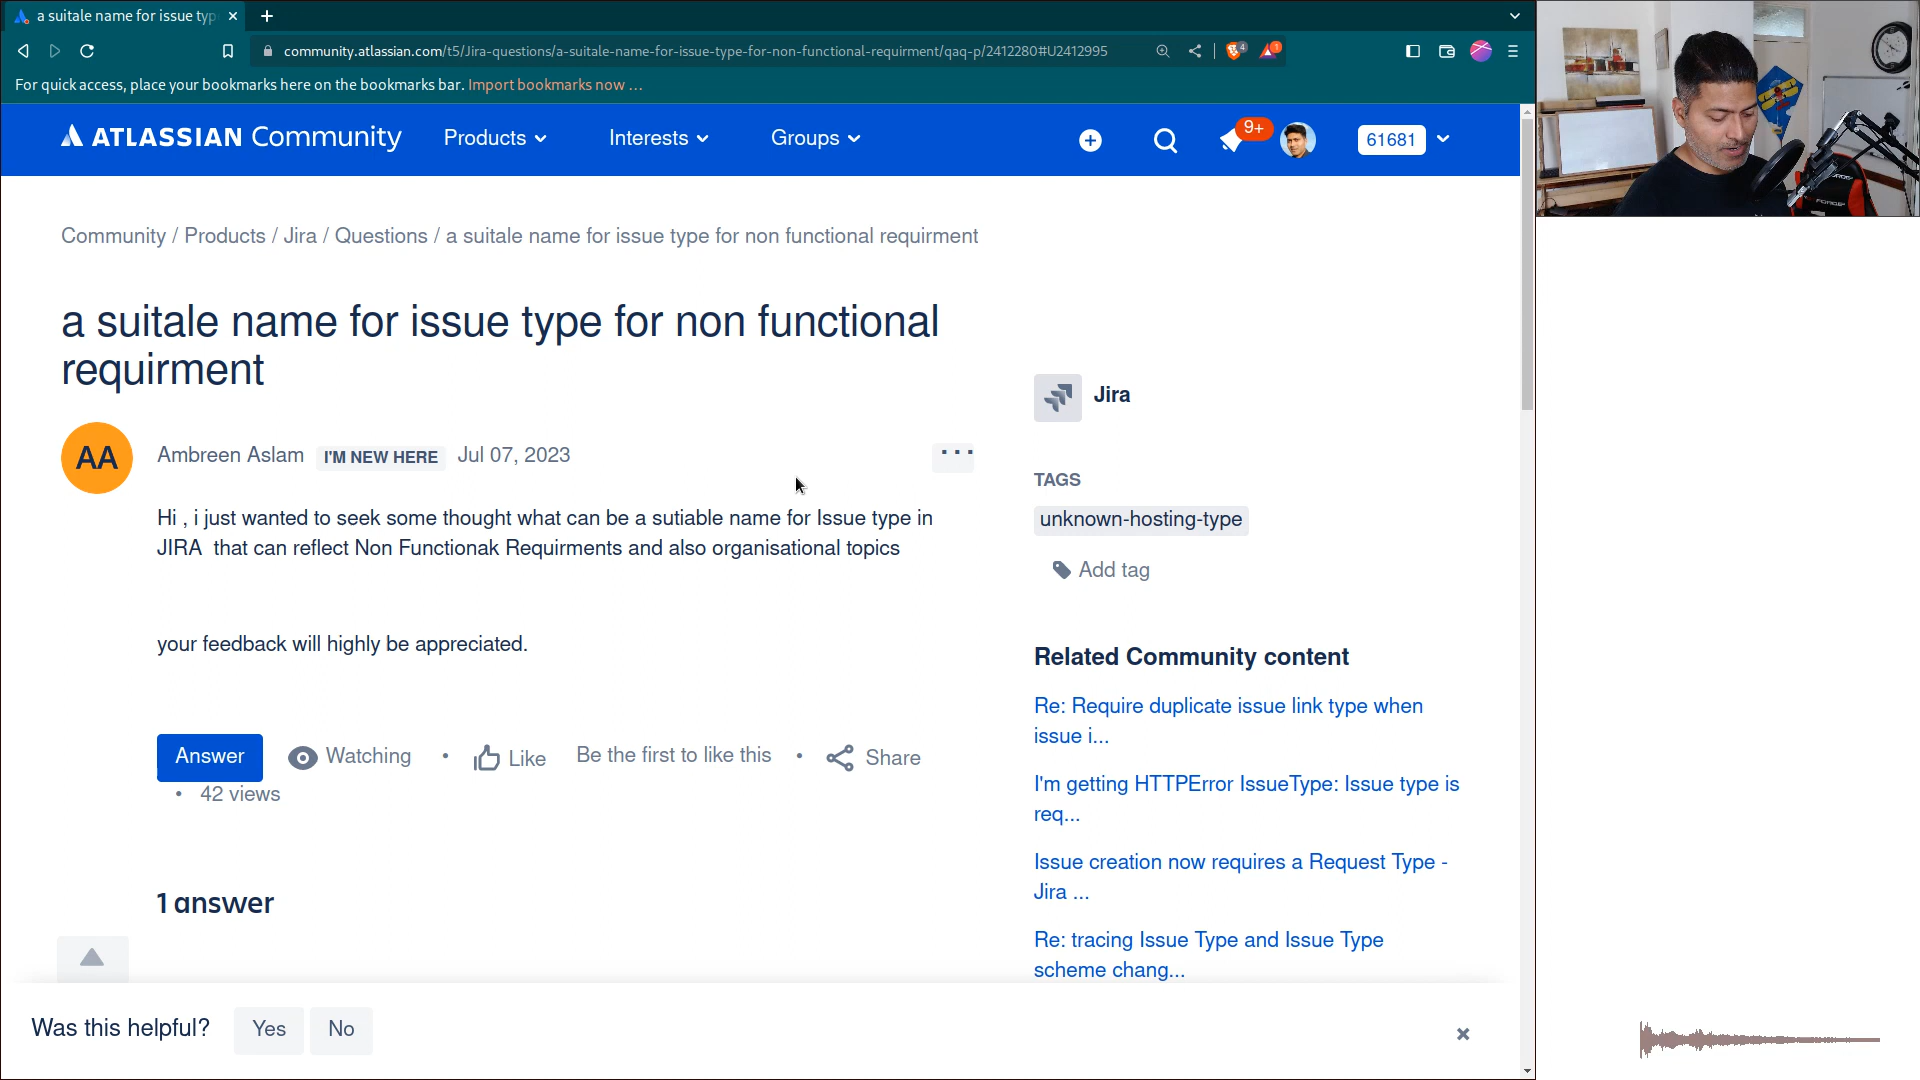 a suitale name for issue typ
community.atlassian.com/t5/Jira-questions/a-suitale-name-for-issue-type-for-non-functional-requirment/qaq-p/2412280#U2412995
4
1
For quick access, place your bookmarks here on the bookmarks bar. Import bookmarks now ...
ATLASSIAN Community
Products
Interests
Groups
9+
61681
Community / Products / Jira / Questions / a suitale name for issue type for non functional requirment
a suitale name for issue type for non functional
requirment
AA
Ambreen Aslam I'M NEW HERE Jul 07, 2023
Hi , i just wanted to seek some thought what can be a sutiable name for Issue type in
JIRA  that can reflect Non Functionak Requirments and also organisational topics
your feedback will highly be appreciated.
Answer Watching • Like Be the first to like this • Share
• 42 views
1 answer
Jira
TAGS
unknown-hosting-type
Add tag
Related Community content
Re: Require duplicate issue link type when
issue i...
I'm getting HTTPError IssueType: Issue type is
req...
Issue creation now requires a Request Type -
Jira ...
Re: tracing Issue Type and Issue Type
scheme chang...
Was this helpful? Yes No